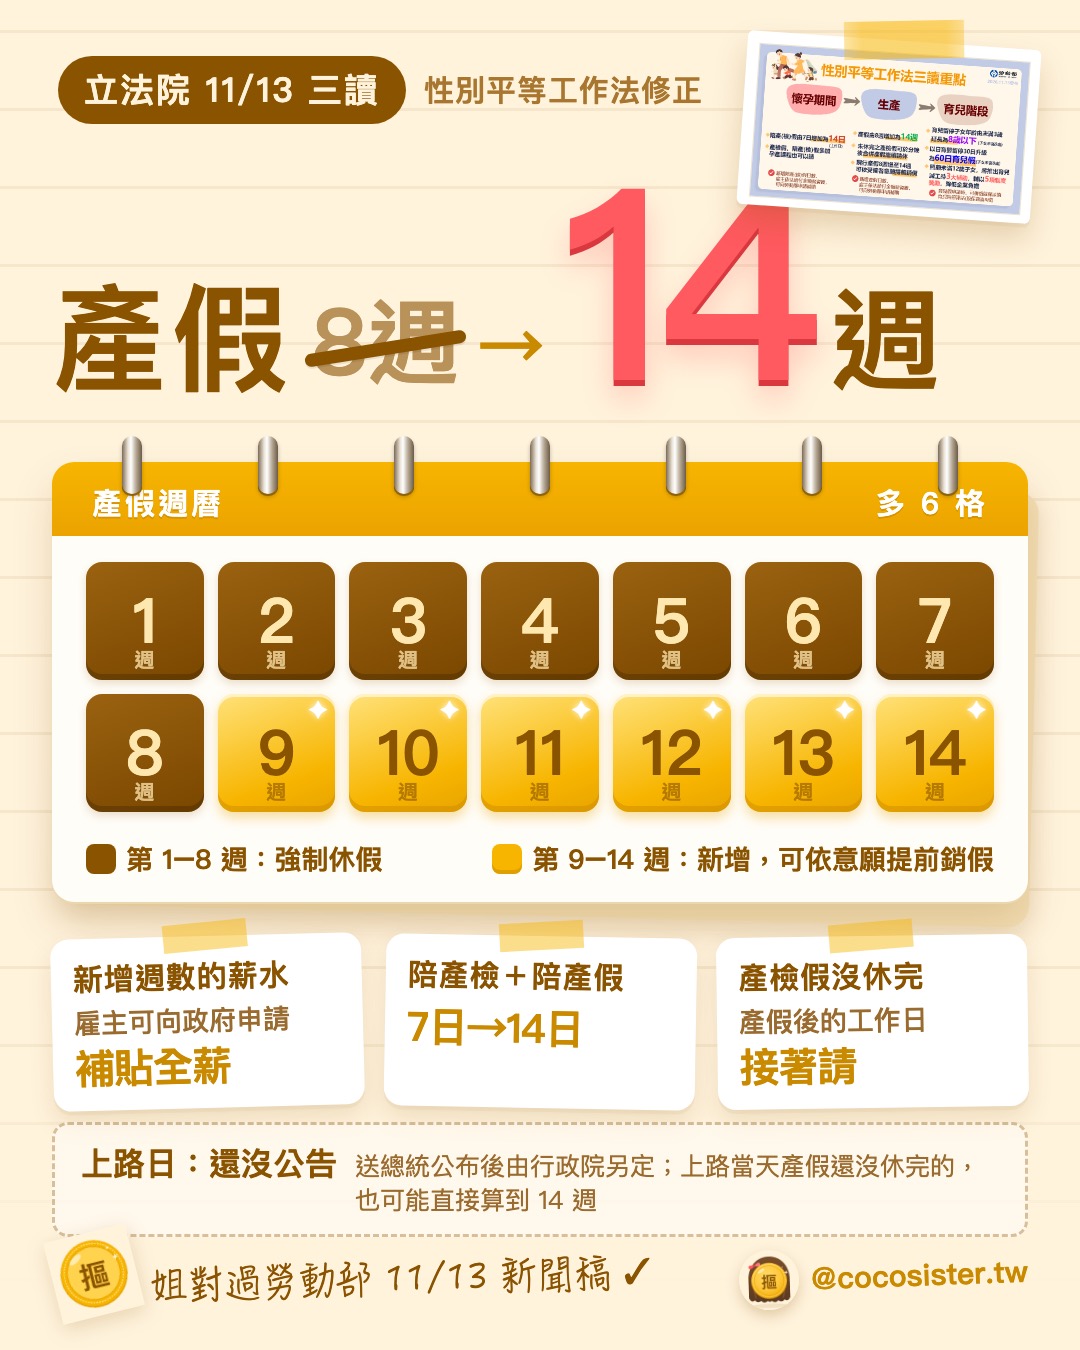 立法院 11/13 三讀
性別平等工作法修正
性別平等工作法三讀重點
勞動部
懷孕期間
生產
育兒階段
產假 8週 → 14 週
產假週曆
多 6 格
1 週
2 週
3 週
4 週
5 週
6 週
7 週
8 週
9 週
10 週
11 週
12 週
13 週
14 週
第 1–8 週：強制休假
第 9–14 週：新增，可依意願提前銷假
新增週數的薪水
雇主可向政府申請
補貼全薪
陪產檢＋陪產假
7日→14日
產檢假沒休完
產假後的工作日
接著請
上路日：還沒公告
送總統公布後由行政院另定；上路當天產假還沒休完的，
也可能直接算到 14 週
摳
姐對過勞動部 11/13 新聞稿 ✓
摳
@cocosister.tw